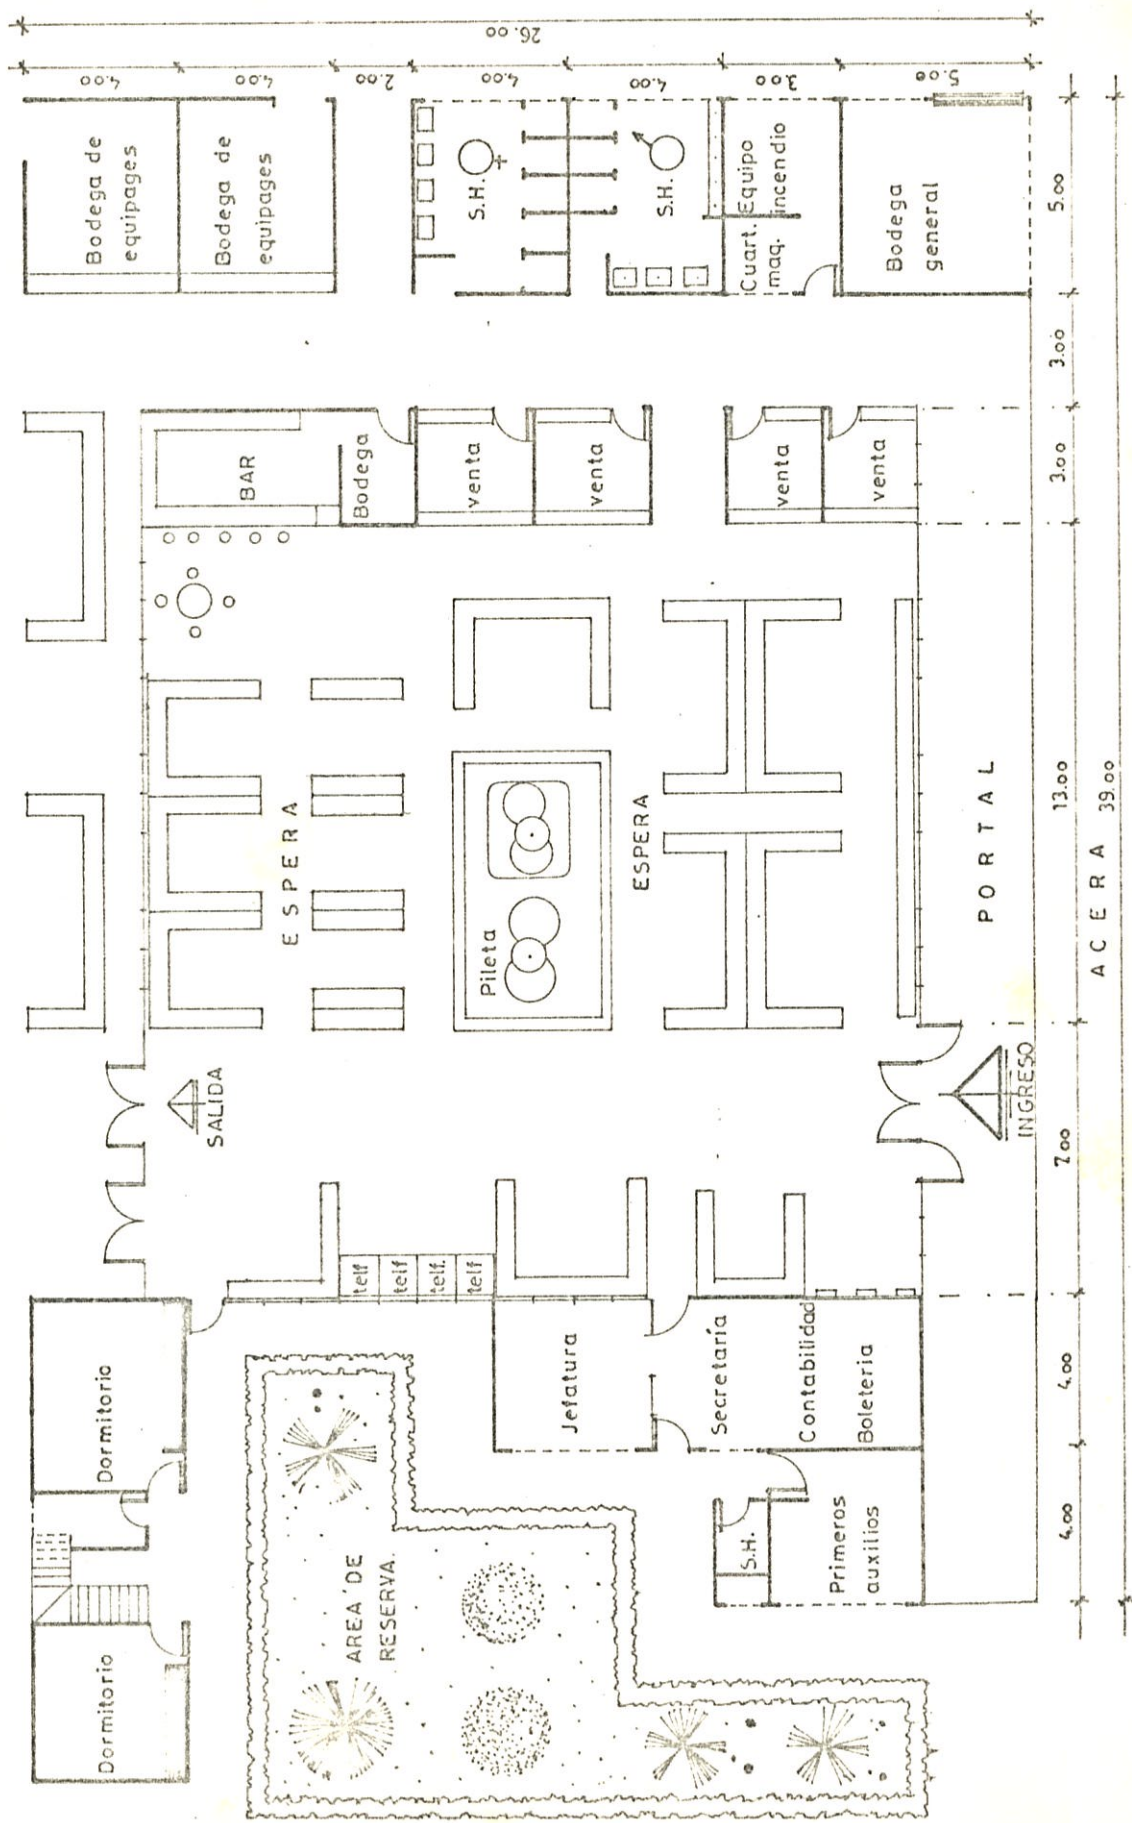 Dormitorio
Dormitorio
Bodega de
equipages
4.00
SALIDA
BAR
Bodega de
equipages
4.00
AREA DE
RESERVA
ESPERA
telf
telf
telf.
telf
Bodega
2.00
Pileta
venta
S.H.
4.00
26.00
Jefatura
ESPERA
venta
S.H.
4.00
S.H.
Secretaría
venta
Cuart.
maq.
Equipo
incendio
3.00
Primeros
auxilios
Contabilidad
Boleteria
venta
Bodega
general
5.00
PORTAL
INGRESO
4.00
4.00
7.00
13.00
3.00
3.00
5.00
ACERA
39.00